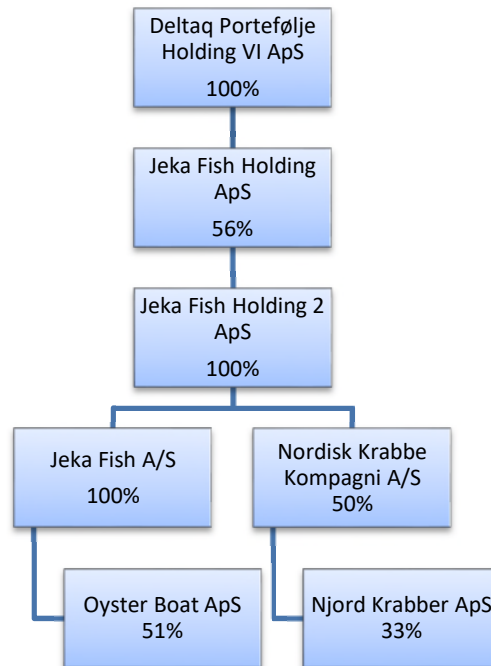 Deltaq Portefølje
Holding VI ApS
100%
Jeka Fish Holding
ApS
56%
Jeka Fish Holding 2
ApS
100%
Jeka Fish A/S
100%
Nordisk Krabbe
Kompagni A/S
50%
Oyster Boat ApS
51%
Njord Krabber ApS
33%